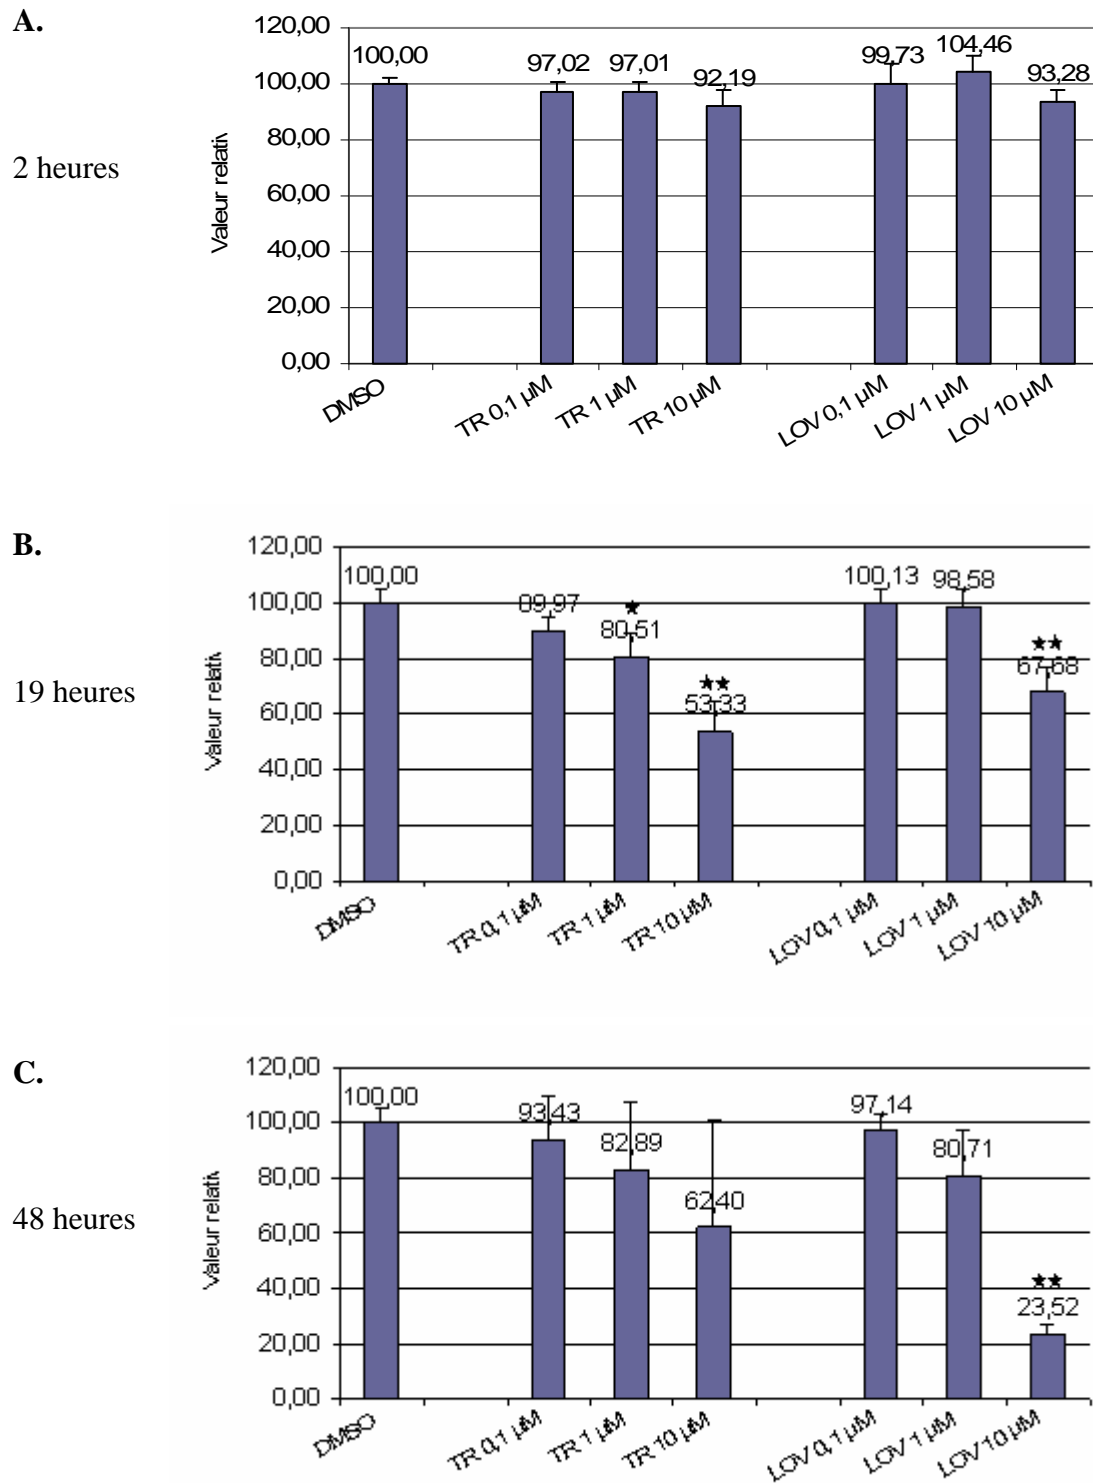 A.
2 heures
Valeur relativ
120,00
100,00
80,00
60,00
40,00
20,00
0,00
100,00 97,02 97,01 92,19 99,73 104,46 93,28
DMSO TR 0,1 µM TR 1 µM TR 10 µM LOV 0,1 µM LOV 1 µM LOV 10 µM
B.
19 heures
Valeur relativ
120,00
100,00
80,00
60,00
40,00
20,00
0,00
100,00 89,97 80,51 53,33 100,13 98,58 67,68
★ ★★ ★★
DMSO TR 0,1 µM TR 1 µM TR 10 µM LOV 0,1 µM LOV 1 µM LOV 10 µM
C.
48 heures
Valeur relativ
120,00
100,00
80,00
60,00
40,00
20,00
0,00
100,00 93,43 82,89 62,40 97,14 80,71 23,52
★★
DMSO TR 0,1 µM TR 1 µM TR 10 µM LOV 0,1 µM LOV 1 µM LOV 10 µM